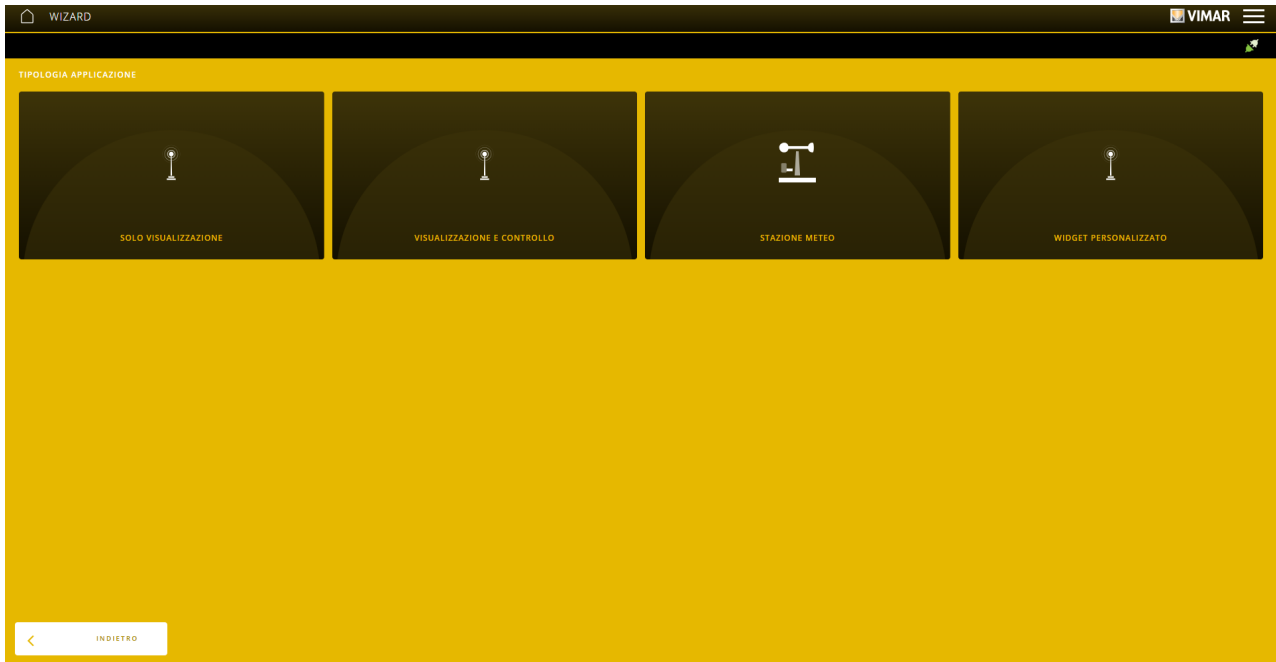 WIZARD
VIMAR
TIPOLOGIA APPLICAZIONE
SOLO VISUALIZZAZIONE
VISUALIZZAZIONE E CONTROLLO
STAZIONE METEO
WIDGET PERSONALIZZATO
INDIETRO